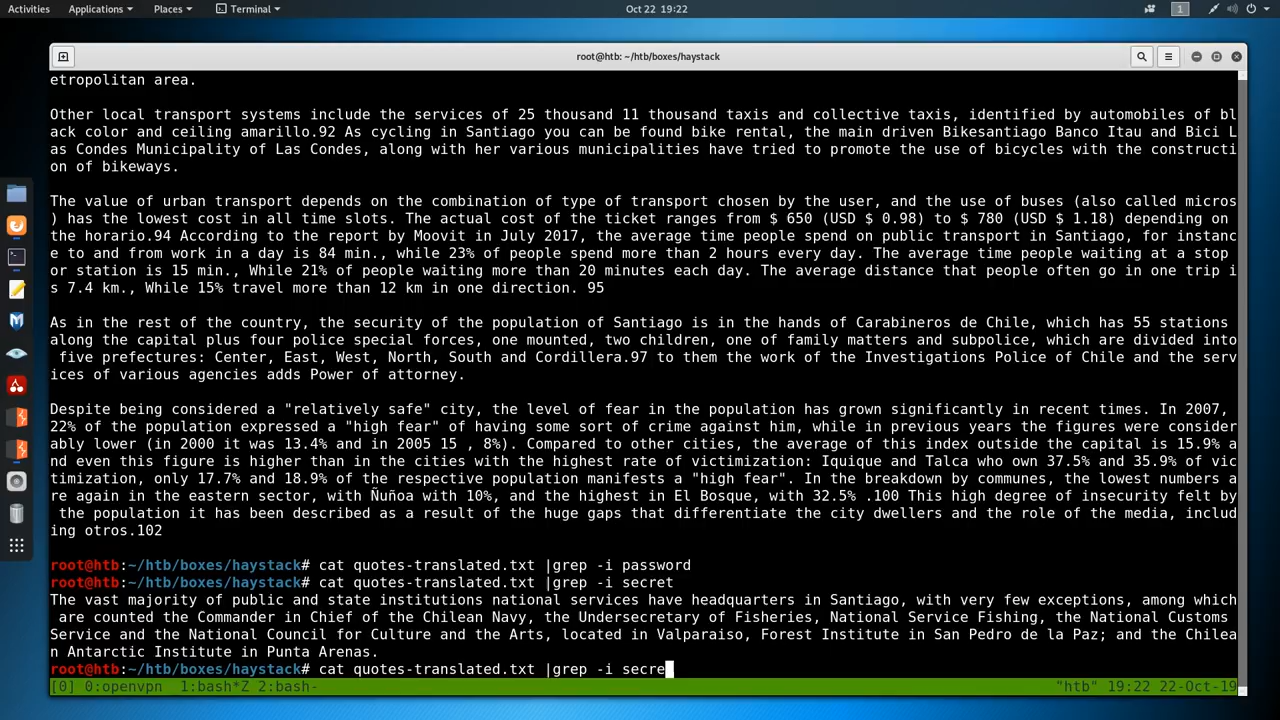 Activities Applications Places Terminal Oct 22 19:22 1
root@htb: ~/htb/boxes/haystack
etropolitan area.
Other local transport systems include the services of 25 thousand 11 thousand taxis and collective taxis, identified by automobiles of bl
ack color and ceiling amarillo.92 As cycling in Santiago you can be found bike rental, the main driven Bikesantiago Banco Itau and Bici L
as Condes Municipality of Las Condes, along with her various municipalities have tried to promote the use of bicycles with the constructi
on of bikeways.
The value of urban transport depends on the combination of type of transport chosen by the user, and the use of buses (also called micros
) has the lowest cost in all time slots. The actual cost of the ticket ranges from $ 650 (USD $ 0.98) to $ 780 (USD $ 1.18) depending on
the horario.94 According to the report by Moovit in July 2017, the average time people spend on public transport in Santiago, for instanc
e to and from work in a day is 84 min., while 23% of people spend more than 2 hours every day. The average time people waiting at a stop
or station is 15 min., While 21% of people waiting more than 20 minutes each day. The average distance that people often go in one trip i
s 7.4 km., While 15% travel more than 12 km in one direction. 95
As in the rest of the country, the security of the population of Santiago is in the hands of Carabineros de Chile, which has 55 stations
along the capital plus four police special forces, one mounted, two children, one of family matters and subpolice, which are divided into
five prefectures: Center, East, West, North, South and Cordillera.97 to them the work of the Investigations Police of Chile and the serv
ices of various agencies adds Power of attorney.
Despite being considered a "relatively safe" city, the level of fear in the population has grown significantly in recent times. In 2007,
22% of the population expressed a "high fear" of having some sort of crime against him, while in previous years the figures were consider
ably lower (in 2000 it was 13.4% and in 2005 15 , 8%). Compared to other cities, the average of this index outside the capital is 15.9% a
nd even this figure is higher than in the cities with the highest rate of victimization: Iquique and Talca who own 37.5% and 35.9% of vic
timization, only 17.7% and 18.9% of the respective population manifests a "high fear". In the breakdown by communes, the lowest numbers a
re again in the eastern sector, with Ñuñoa with 10%, and the highest in El Bosque, with 32.5% .100 This high degree of insecurity felt by
the population it has been described as a result of the huge gaps that differentiate the city dwellers and the role of the media, includ
ing otros.102
root@htb:~/htb/boxes/haystack# cat quotes-translated.txt |grep -i password
root@htb:~/htb/boxes/haystack# cat quotes-translated.txt |grep -i secret
The vast majority of public and state institutions national services have headquarters in Santiago, with very few exceptions, among which
are counted the Commander in Chief of the Chilean Navy, the Undersecretary of Fisheries, National Service Fishing, the National Customs
Service and the National Council for Culture and the Arts, located in Valparaiso, Forest Institute in San Pedro de la Paz; and the Chilea
n Antarctic Institute in Punta Arenas.
root@htb:~/htb/boxes/haystack# cat quotes-translated.txt |grep -i secre
[0] 0:openvpn 1:bash*Z 2:bash- "htb" 19:22 22-Oct-19